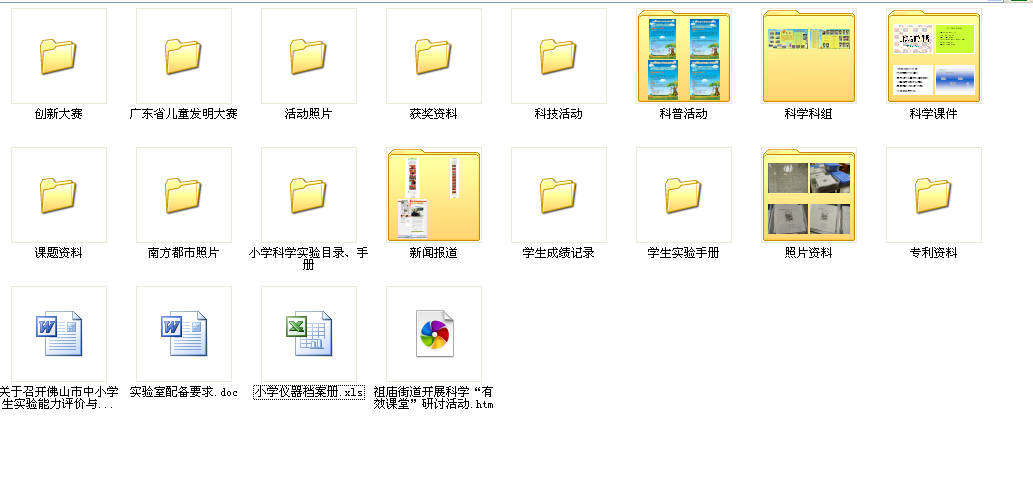 创新大赛
广东省儿童发明大赛
活动照片
获奖资料
科技活动
科普活动
科学科组
科学课件
课题资料
南方都市照片
小学科学实验目录、手
册
新闻报道
学生成绩记录
学生实验手册
照片资料
专利资料
关于召开佛山市中小学
生实验能力评价与...
实验室配备要求.doc
小学仪器档案册.xls
祖庙街道开展科学“有
效课堂”研讨活动.htm